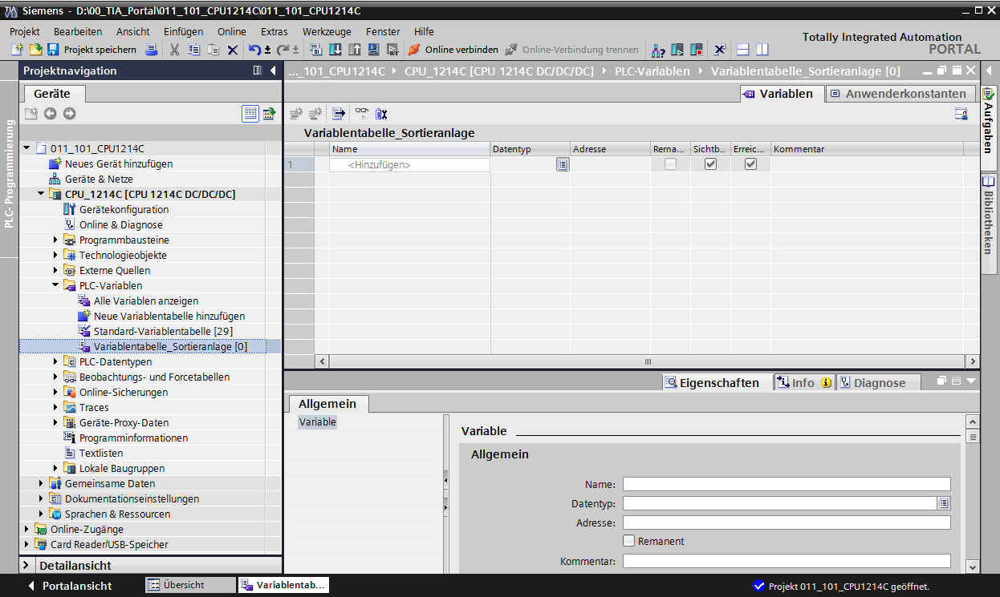 TIA V13 Siemens - D:\00_TIA_Portal\011_101_CPU1214C\011_101_CPU1214C
Projekt Bearbeiten Ansicht Einfügen Online Extras Werkzeuge Fenster Hilfe
Totally Integrated Automation
PORTAL
Projekt speichern Online verbinden Online-Verbindung trennen
Projektnavigation
..._101_CPU1214C CPU_1214C [CPU 1214C DC/DC/DC] PLC-Variablen Variablentabelle_Sortieranlage [0]
Geräte
Variablen Anwenderkonstanten
PLC- Programmierung
011_101_CPU1214C
Neues Gerät hinzufügen
Geräte & Netze
CPU_1214C [CPU 1214C DC/DC/DC]
Gerätekonfiguration
Online & Diagnose
Programmbausteine
Technologieobjekte
Externe Quellen
PLC-Variablen
Alle Variablen anzeigen
Neue Variablentabelle hinzufügen
Standard-Variablentabelle [29]
Variablentabelle_Sortieranlage [0]
PLC-Datentypen
Beobachtungs- und Forcetabellen
Online-Sicherungen
Traces
Geräte-Proxy-Daten
Programminformationen
Textlisten
Lokale Baugruppen
Gemeinsame Daten
Dokumentationseinstellungen
Sprachen & Ressourcen
Online-Zugänge
Card Reader/USB-Speicher
Detailansicht
Variablentabelle_Sortieranlage
Name Datentyp Adresse Rema... Sichtb.. Erreic... Kommentar
1 <Hinzufügen>
Aufgaben
Bibliotheken
Eigenschaften Info Diagnose
Allgemein
Variable
Variable
Allgemein
Name:
Datentyp:
Adresse:
Remanent
Kommentar:
Portalansicht Übersicht Variablentab... Projekt 011_101_CPU1214C geöffnet.